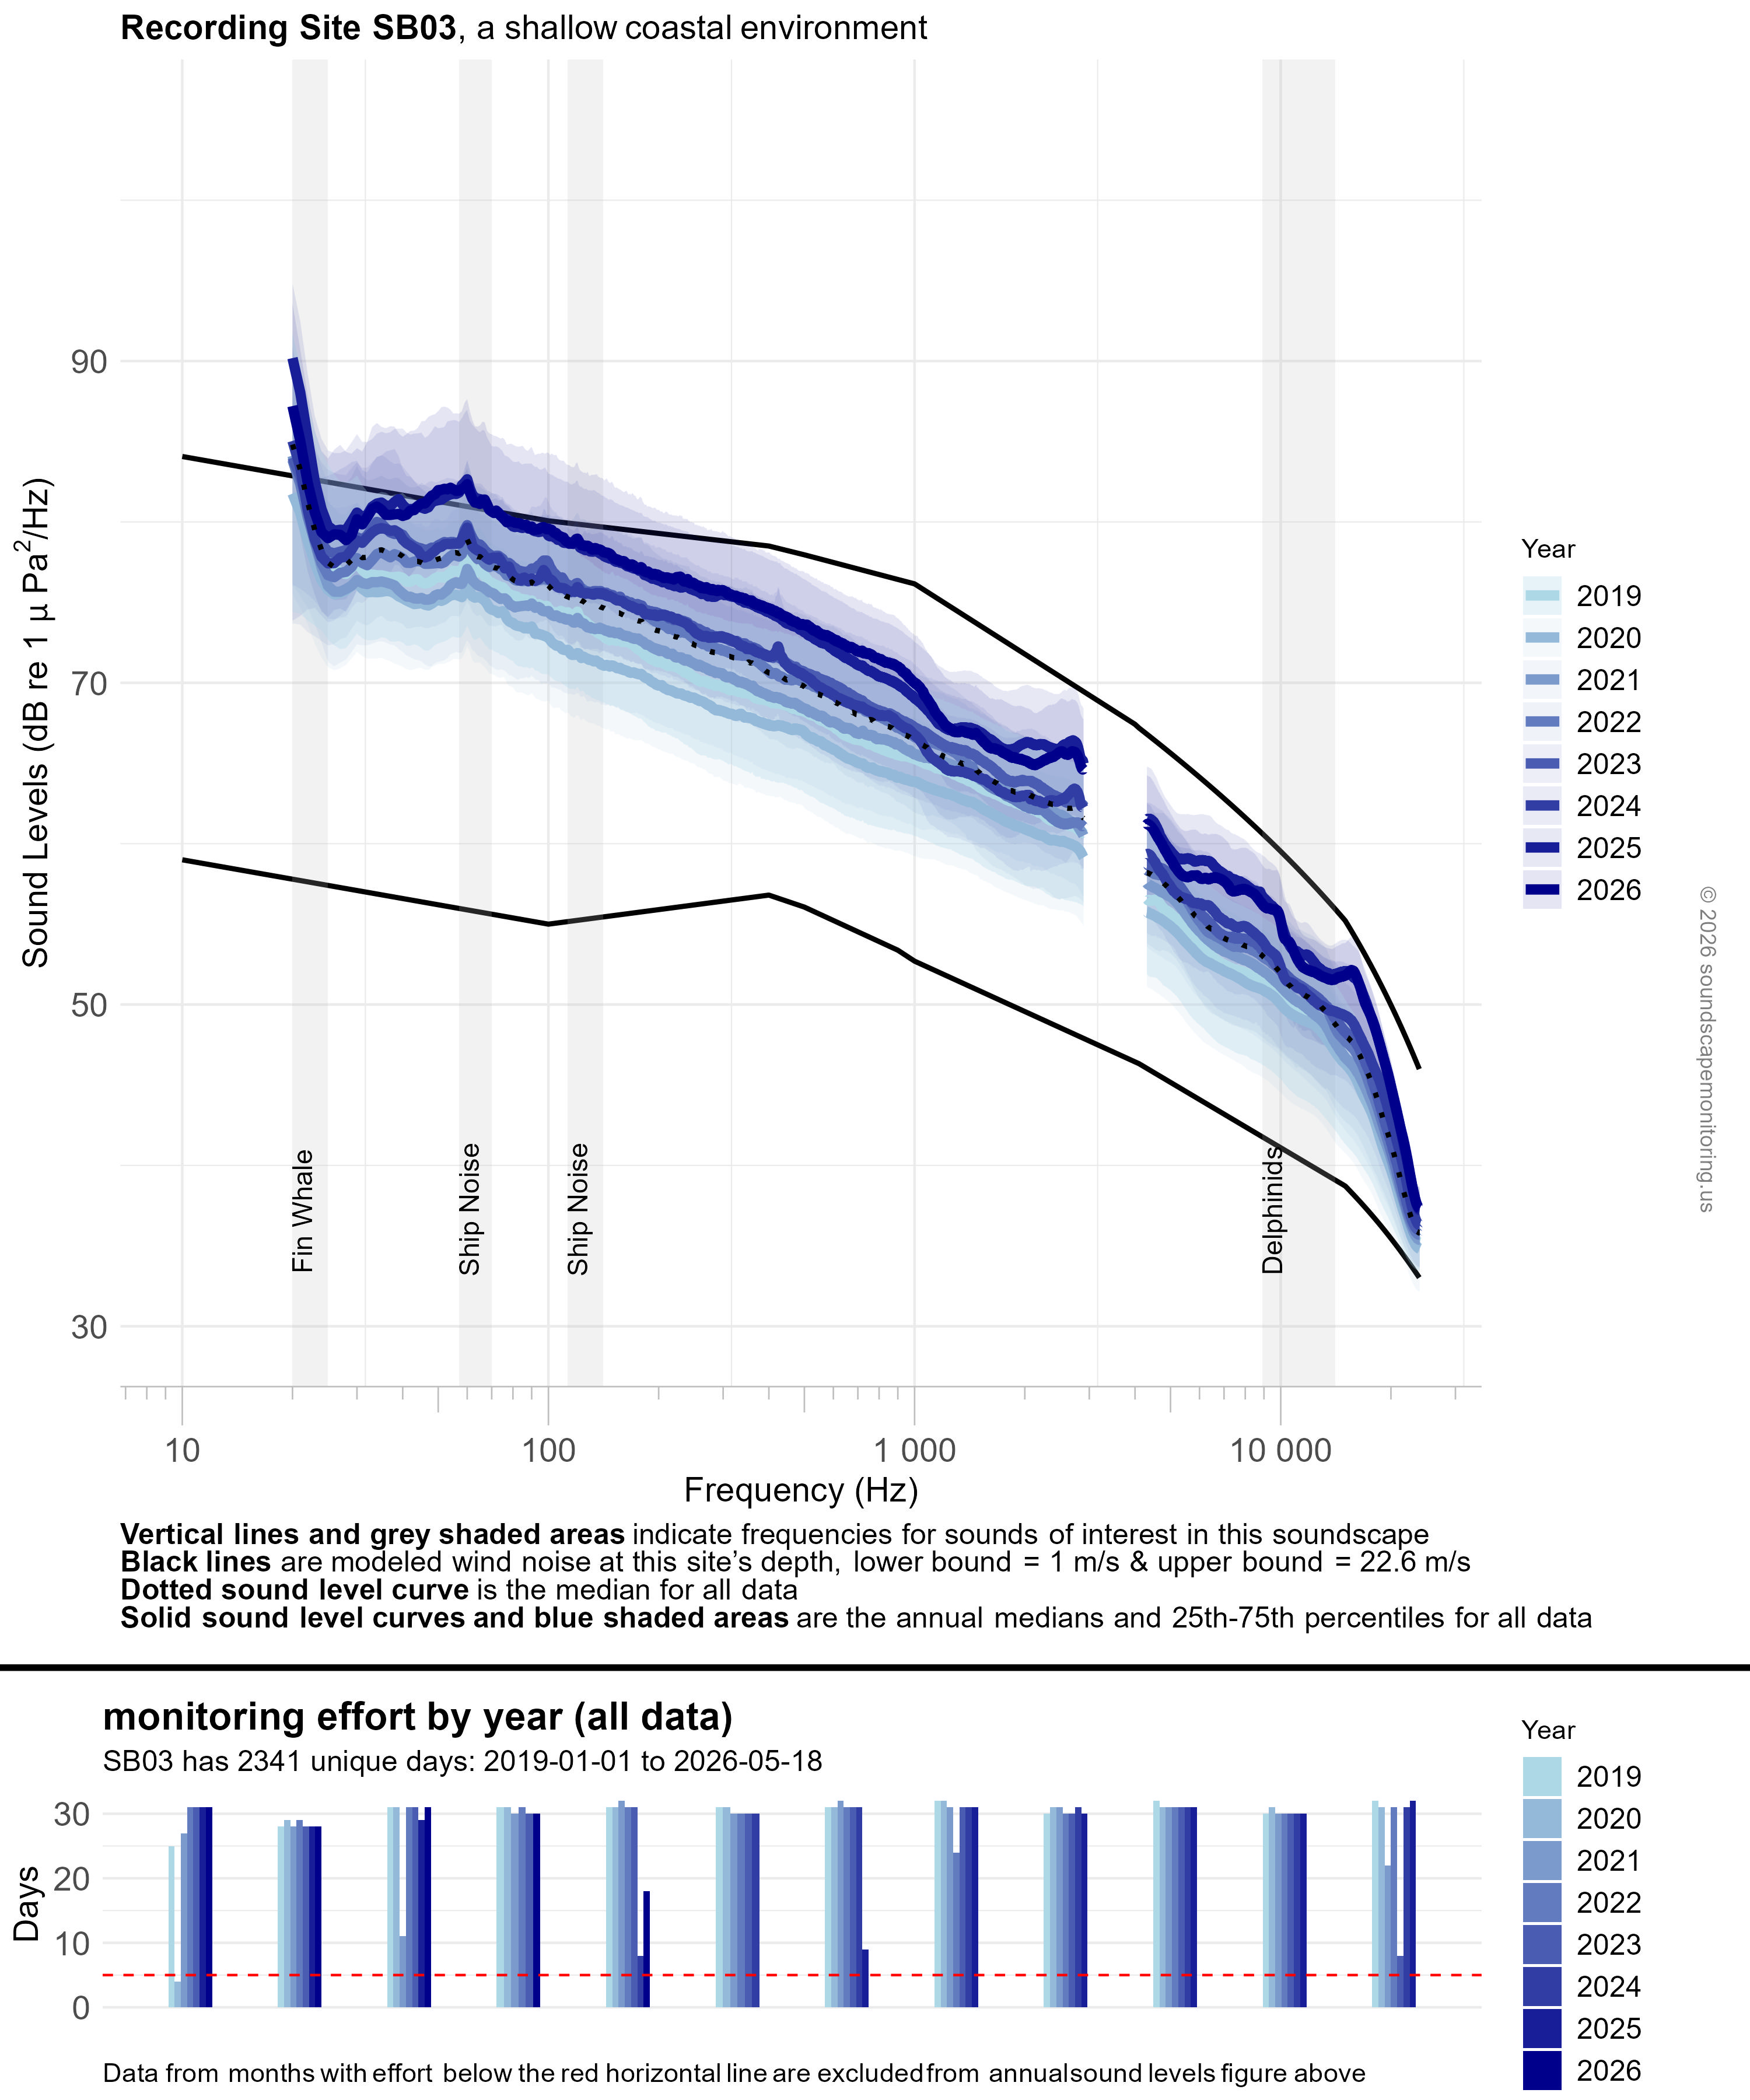 Recording Site SB03, a shallow coastal environment
90
70
50
30
Sound Levels (dB re 1 µ Pa2/Hz)
Fin Whale
Ship Noise
Ship Noise
Delphinids
10
100
1 000
10 000
Frequency (Hz)
Year
2019
2020
2021
2022
2023
2024
2025
2026
© 2026 soundscapemonitoring.us
Vertical lines and grey shaded areas indicate frequencies for sounds of interest in this soundscape
Black lines are modeled wind noise at this site’s depth, lower bound = 1 m/s & upper bound = 22.6 m/s
Dotted sound level curve is the median for all data
Solid sound level curves and blue shaded areas are the annual medians and 25th-75th percentiles for all data
monitoring effort by year (all data)
SB03 has 2341 unique days: 2019-01-01 to 2026-05-18
30
20
10
0
Days
Year
2019
2020
2021
2022
2023
2024
2025
2026
Data from months with effort below the red horizontal line are excluded from annual sound levels figure above